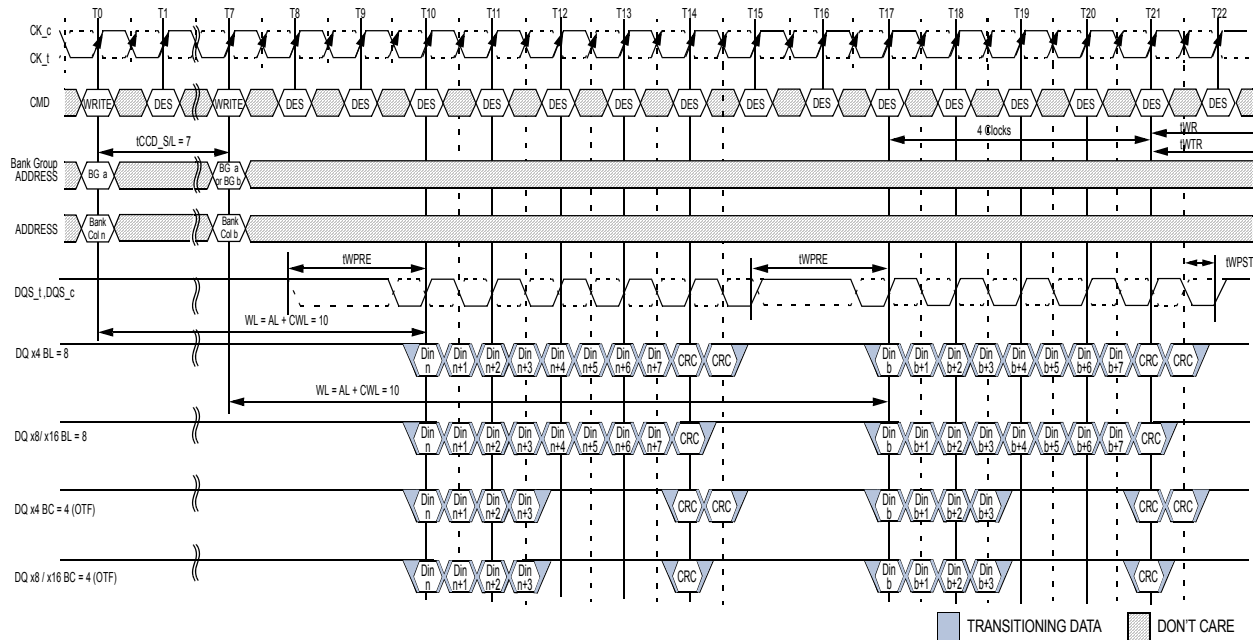 T0 T1 T7 T8 T9 T10 T11 T12 T13 T14 T15 T16 T17 T18 T19 T20 T21 T22
CK_c
CK_t
CMD WRITE DES WRITE DES DES DES DES DES DES DES DES DES DES DES DES DES DES DES
tCCD_S/L = 7
4 Clocks
tWR
tWTR
Bank Group
ADDRESS
BG a
BG a
or BG b
ADDRESS
Bank
Col n
Bank
Col b
tWPRE
tWPRE
tWPST
DQS_t ,DQS_c
WL = AL + CWL = 10
DQ x4 BL = 8
Din Din Din Din Din Din Din Din CRC CRC Din Din Din Din Din Din Din Din CRC CRC
n n+1 n+2 n+3 n+4 n+5 n+6 n+7 b b+1 b+2 b+3 b+4 b+5 b+6 b+7
WL = AL + CWL = 10
DQ x8/ x16 BL = 8
Din Din Din Din Din Din Din Din CRC Din Din Din Din Din Din Din Din CRC
n n+1 n+2 n+3 n+4 n+5 n+6 n+7 b b+1 b+2 b+3 b+4 b+5 b+6 b+7
DQ x4 BC = 4 (OTF)
Din Din Din Din CRC CRC Din Din Din Din CRC CRC
n n+1 n+2 n+3 b b+1 b+2 b+3
DQ x8 / x16 BC = 4 (OTF)
Din Din Din Din CRC Din Din Din Din CRC
n n+1 n+2 n+3 b b+1 b+2 b+3
TRANSITIONING DATA
DON'T CARE